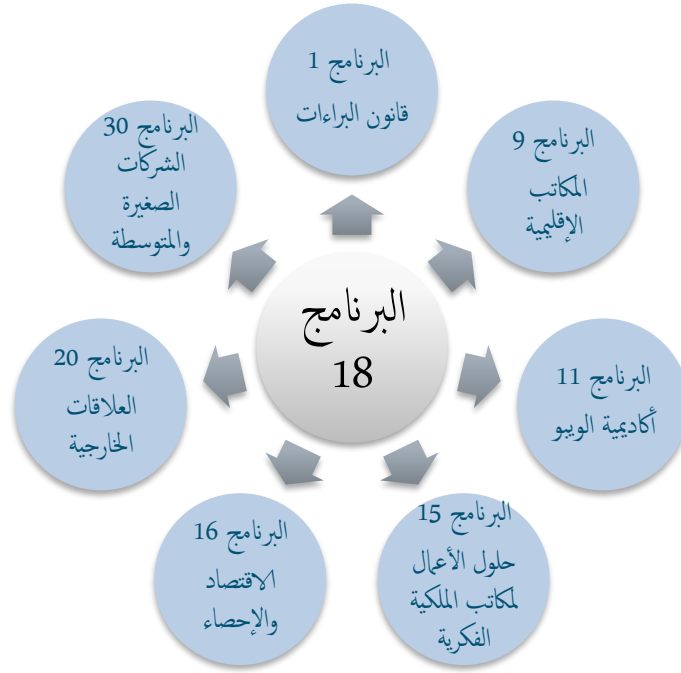 البرنامج 1
قانون البراءات
البرنامج 9
المكاتب
الإقليمية
البرنامج 11
أكاديمية الويبو
البرنامج 15
حلول الأعمال
لمكاتب الملكية
الفكرية
البرنامج 16
الاقتصاد
والإحصاء
البرنامج 20
العلاقات
الخارجية
البرنامج 30
الشركات
الصغيرة
والمتوسطة
البرنامج
18